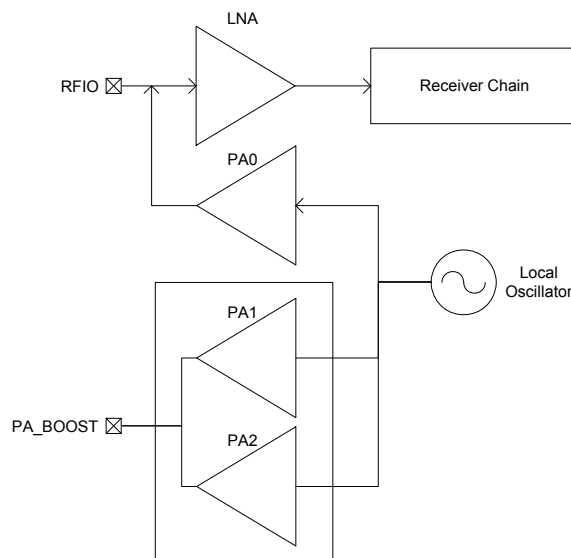 LNA
RFIO
Receiver Chain
PA0
Local
Oscillator
PA1
PA_BOOST
PA2